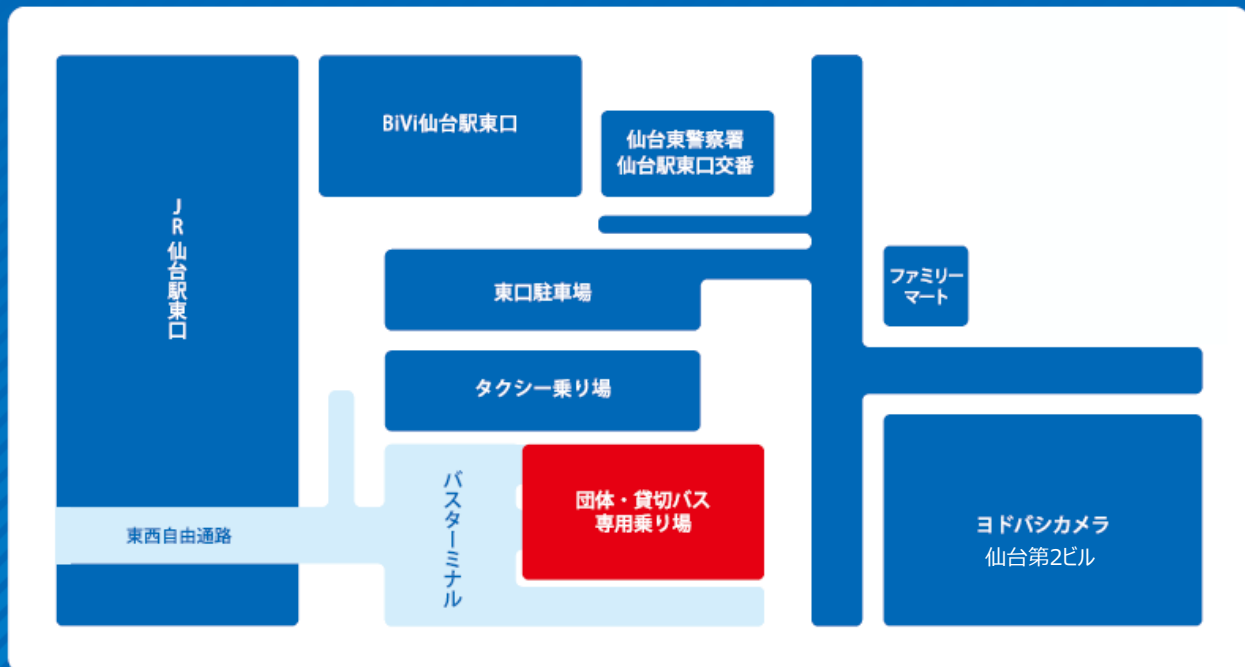 BiVi仙台駅東口
仙台東警察署
仙台駅東口交番
JR仙台駅東口
東口駐車場
ファミリー
マート
タクシー乗り場
バスターミナル
団体・貸切バス
専用乗り場
東西自由通路
ヨドバシカメラ
仙台第2ビル